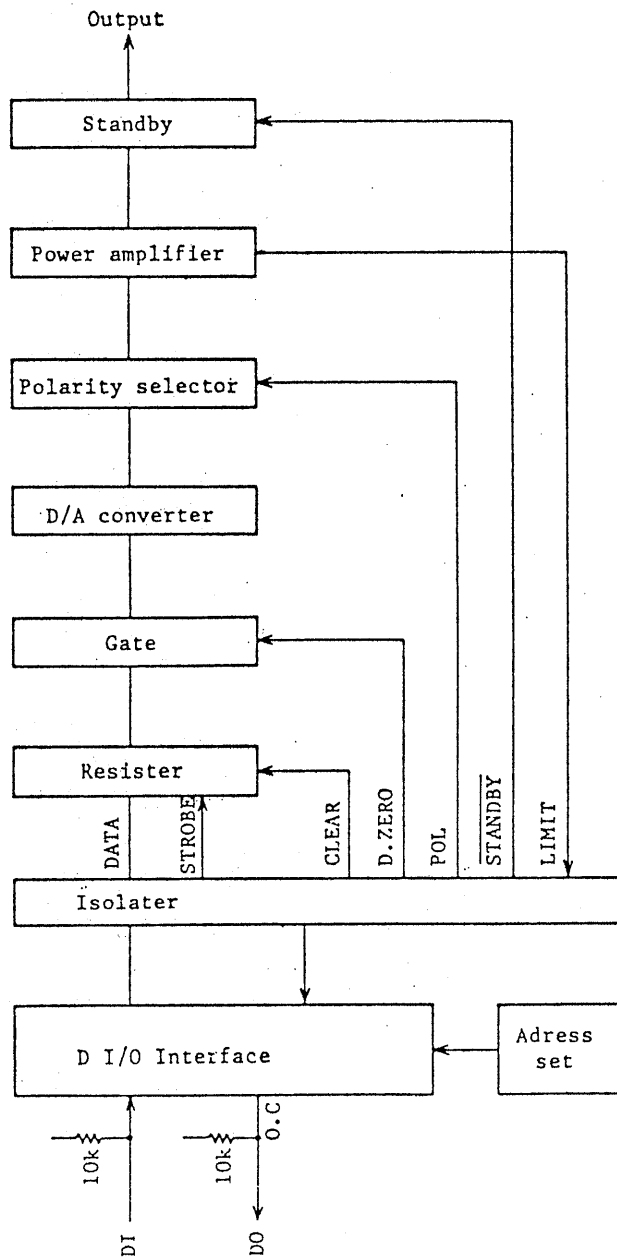 Output
Standby
Power amplifier
Polarity selector
D/A converter
Gate
Resister
DATA
STROBE
CLEAR
D.ZERO
POL
STANDBY
LIMIT
Isolater
D I/O Interface
Adress
set
10k
10k
O.C
DI
DO